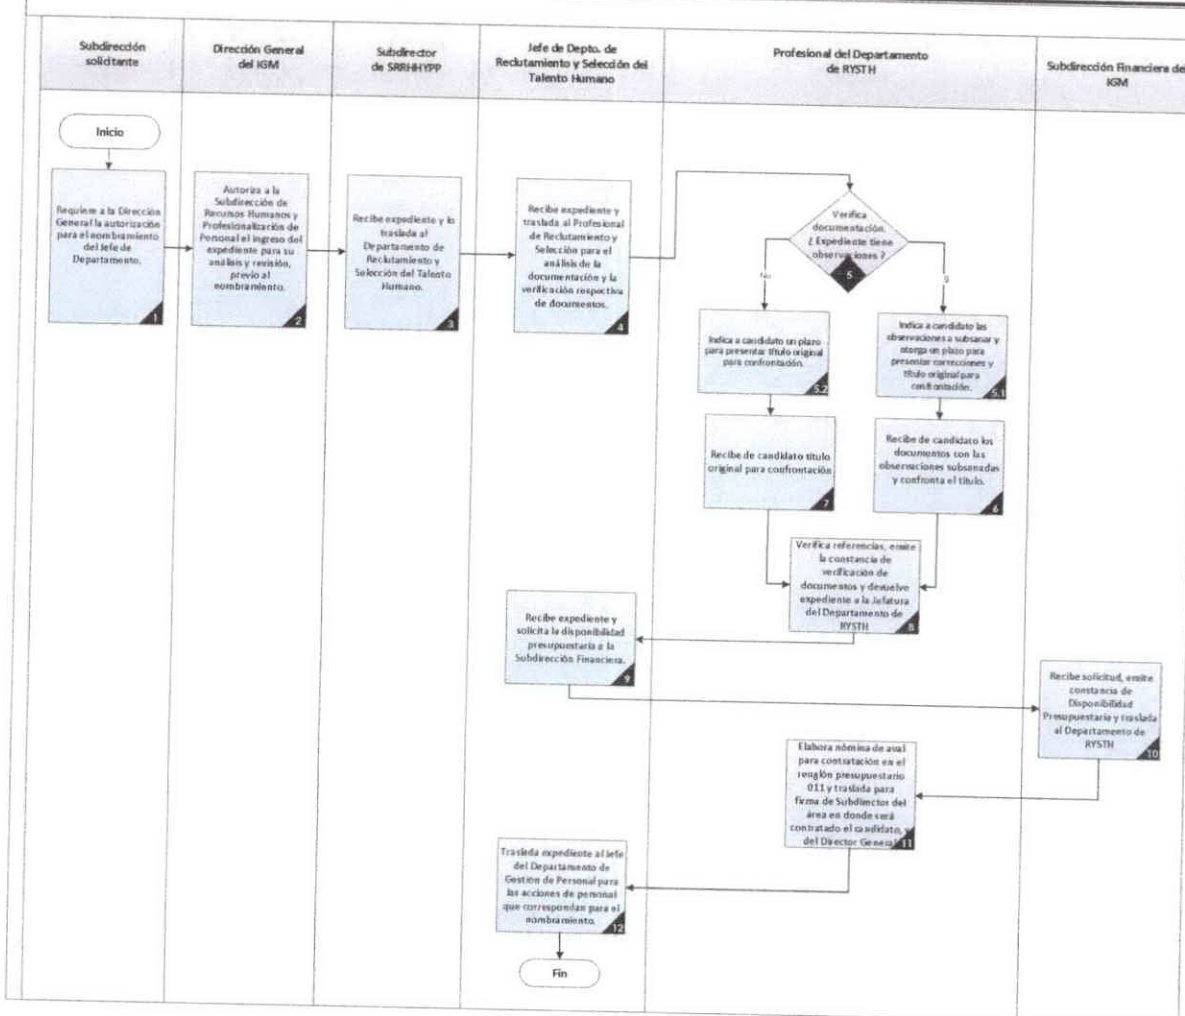 Subdirección
solicitante
Dirección General
del IGM
Subdirector
de SRRHHYPP
Jefe de Depto. de
Reclutamiento y Selección del
Talento Humano
Profesional del Departamento
de RYSTH
Subdirección Financiera del
IGM
Inicio
Requiere a la Dirección
General la autorización
para el nombramiento
del Jefe de
Departamento.
1
Autoriza a la
Subdirección de
Recursos Humanos y
Profesionalización de
Personal el ingreso del
expediente para su
análisis y revisión,
previo al
nombramiento.
2
Recibe expediente y lo
traslada al
Departamento de
Reclutamiento y
Selección del Talento
Humano.
3
Recibe expediente y
traslada al Profesional
de Reclutamiento y
Selección para el
análisis de la
documentación y la
verificación respectiva
de documentos.
4
Verifica
documentación.
¿ Expediente tiene
observaciones ?
5
No
Indica a candidato un plazo
para presentar título original
para confrontación.
5.2
Indica a candidato las
observaciones a subsanar y
otorga un plazo para
presentar correcciones y
título original para
confrontación.
5.1
Recibe de candidato título
original para confrontación
7
Recibe de candidato los
documentos con las
observaciones subsanadas
y confronta el título.
6
Verifica referencias, emite
la constancia de
verificación de
documentos y devuelve
expediente a la Jefatura
del Departamento de
RYSTH
8
Recibe expediente y
solicita la disponibilidad
presupuestaria a la
Subdirección Financiera.
9
Recibe solicitud, emite
constancia de
Disponibilidad
Presupuestaria y traslada
al Departamento de
RYSTH
10
Elabora nómina de aval
para contratación en el
renglón presupuestario
011 y traslada para
firma de Subdirector del
área en donde será
contratado el candidato, y
del Director General
11
Traslada expediente al Jefe
del Departamento de
Gestión de Personal para
las acciones de personal
que correspondan para el
nombramiento.
12
Fin